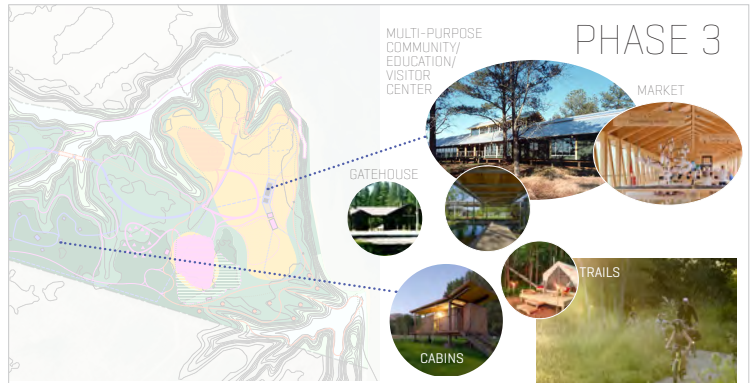 PHASE 3
MULTI-PURPOSE
COMMUNITY/
EDUCATION/
VISITOR
CENTER
MARKET
GATEHOUSE
TRAILS
CABINS